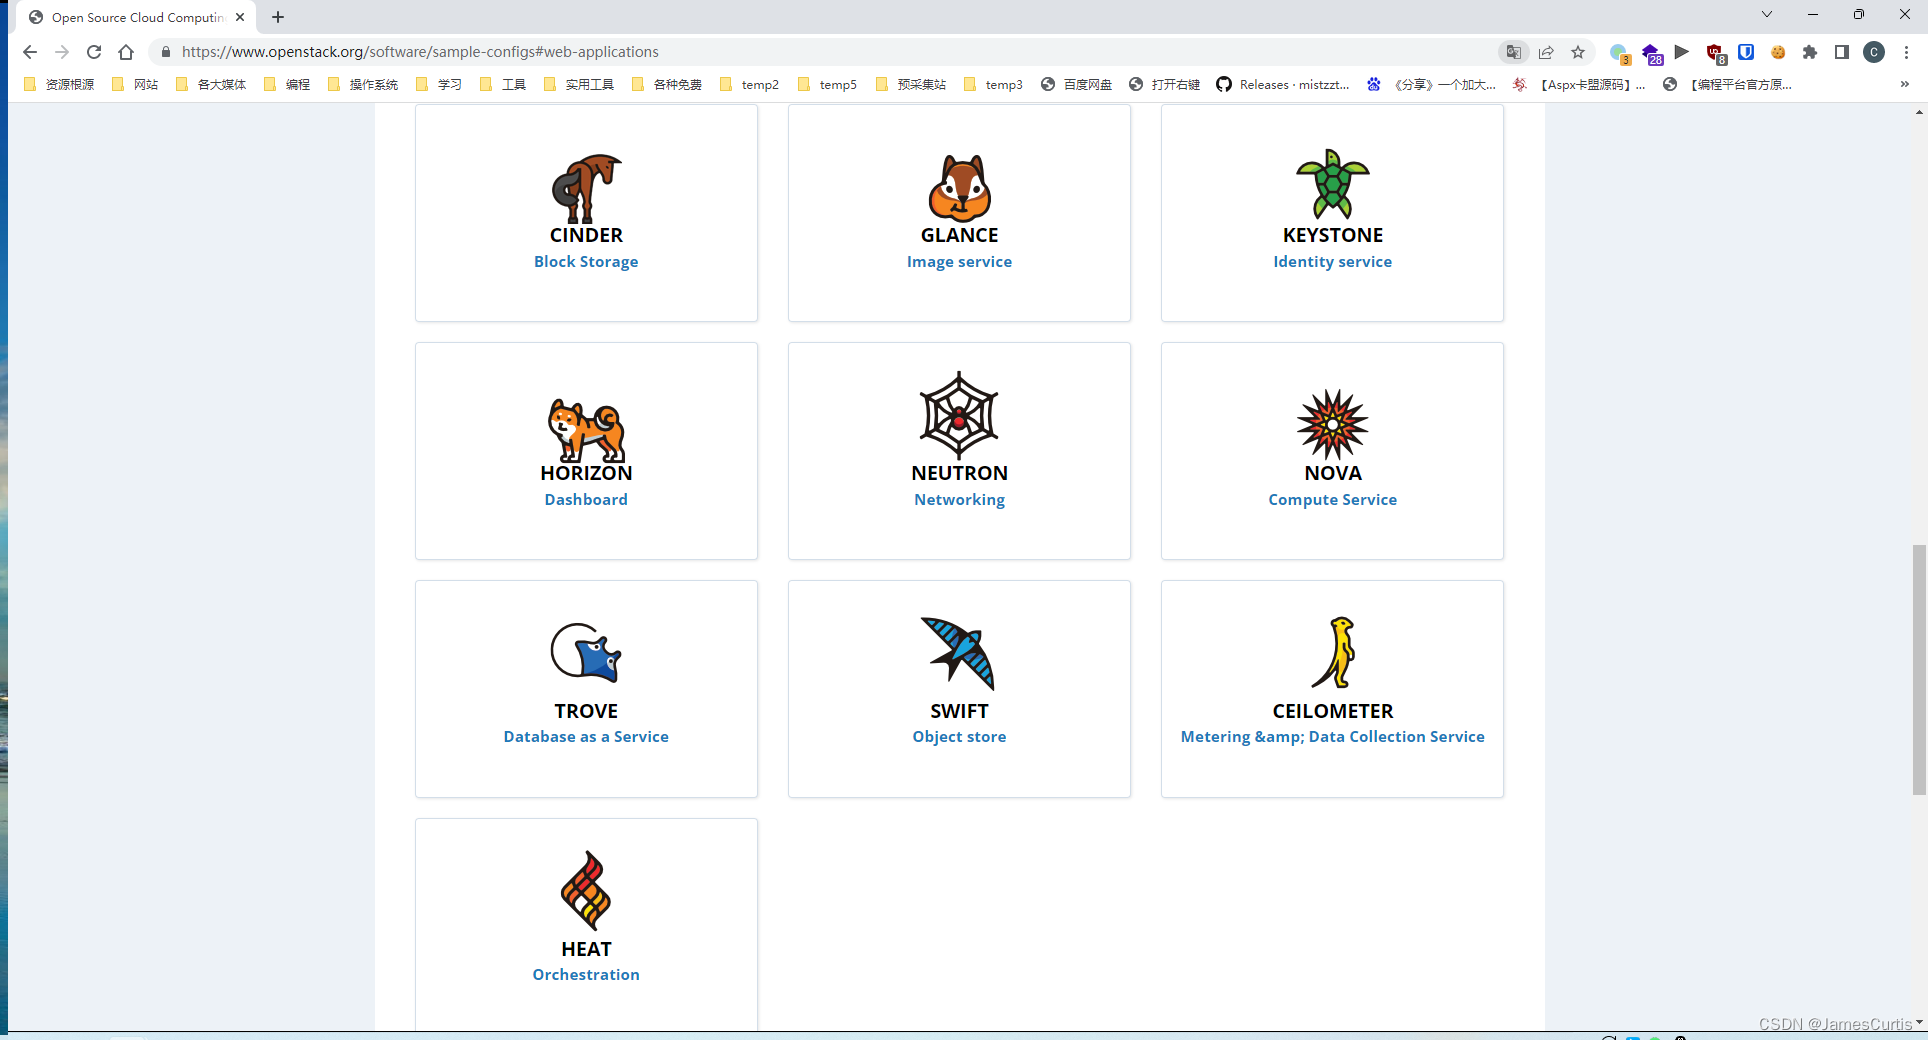 Open Source Cloud Computin
https://www.openstack.org/software/sample-configs#web-applications
3
28
8
C
资源根源 网站 各大媒体 编程 操作系统 学习 工具 实用工具 各种免费 temp2 temp5 预采集站 temp3 百度网盘 打开右键 Releases · mistzzt... 《分享》一个加大... 【Aspx卡盟源码】... 【编程平台官方原... »
CINDER
Block Storage
GLANCE
Image service
KEYSTONE
Identity service
HORIZON
Dashboard
NEUTRON
Networking
NOVA
Compute Service
TROVE
Database as a Service
SWIFT
Object store
CEILOMETER
Metering &amp; Data Collection Service
HEAT
Orchestration
CSDN @JamesCurtis